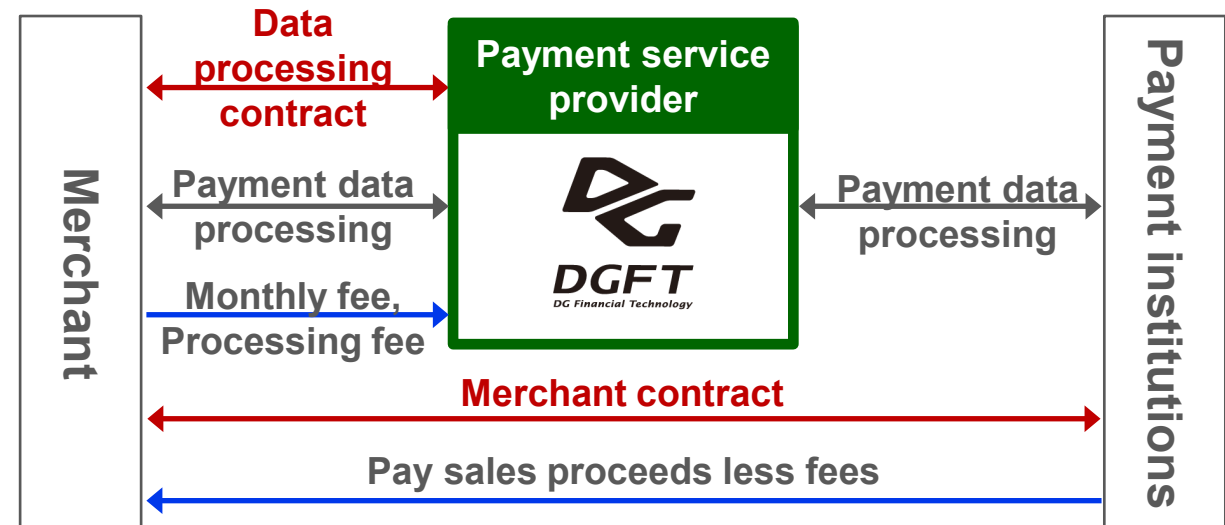 Merchant
Data
processing
contract
Payment data
processing
Monthly fee,
Processing fee
Payment service
provider
DG
DGFT
DG Financial Technology
Payment data
processing
Merchant contract
Pay sales proceeds less fees
Payment institutions